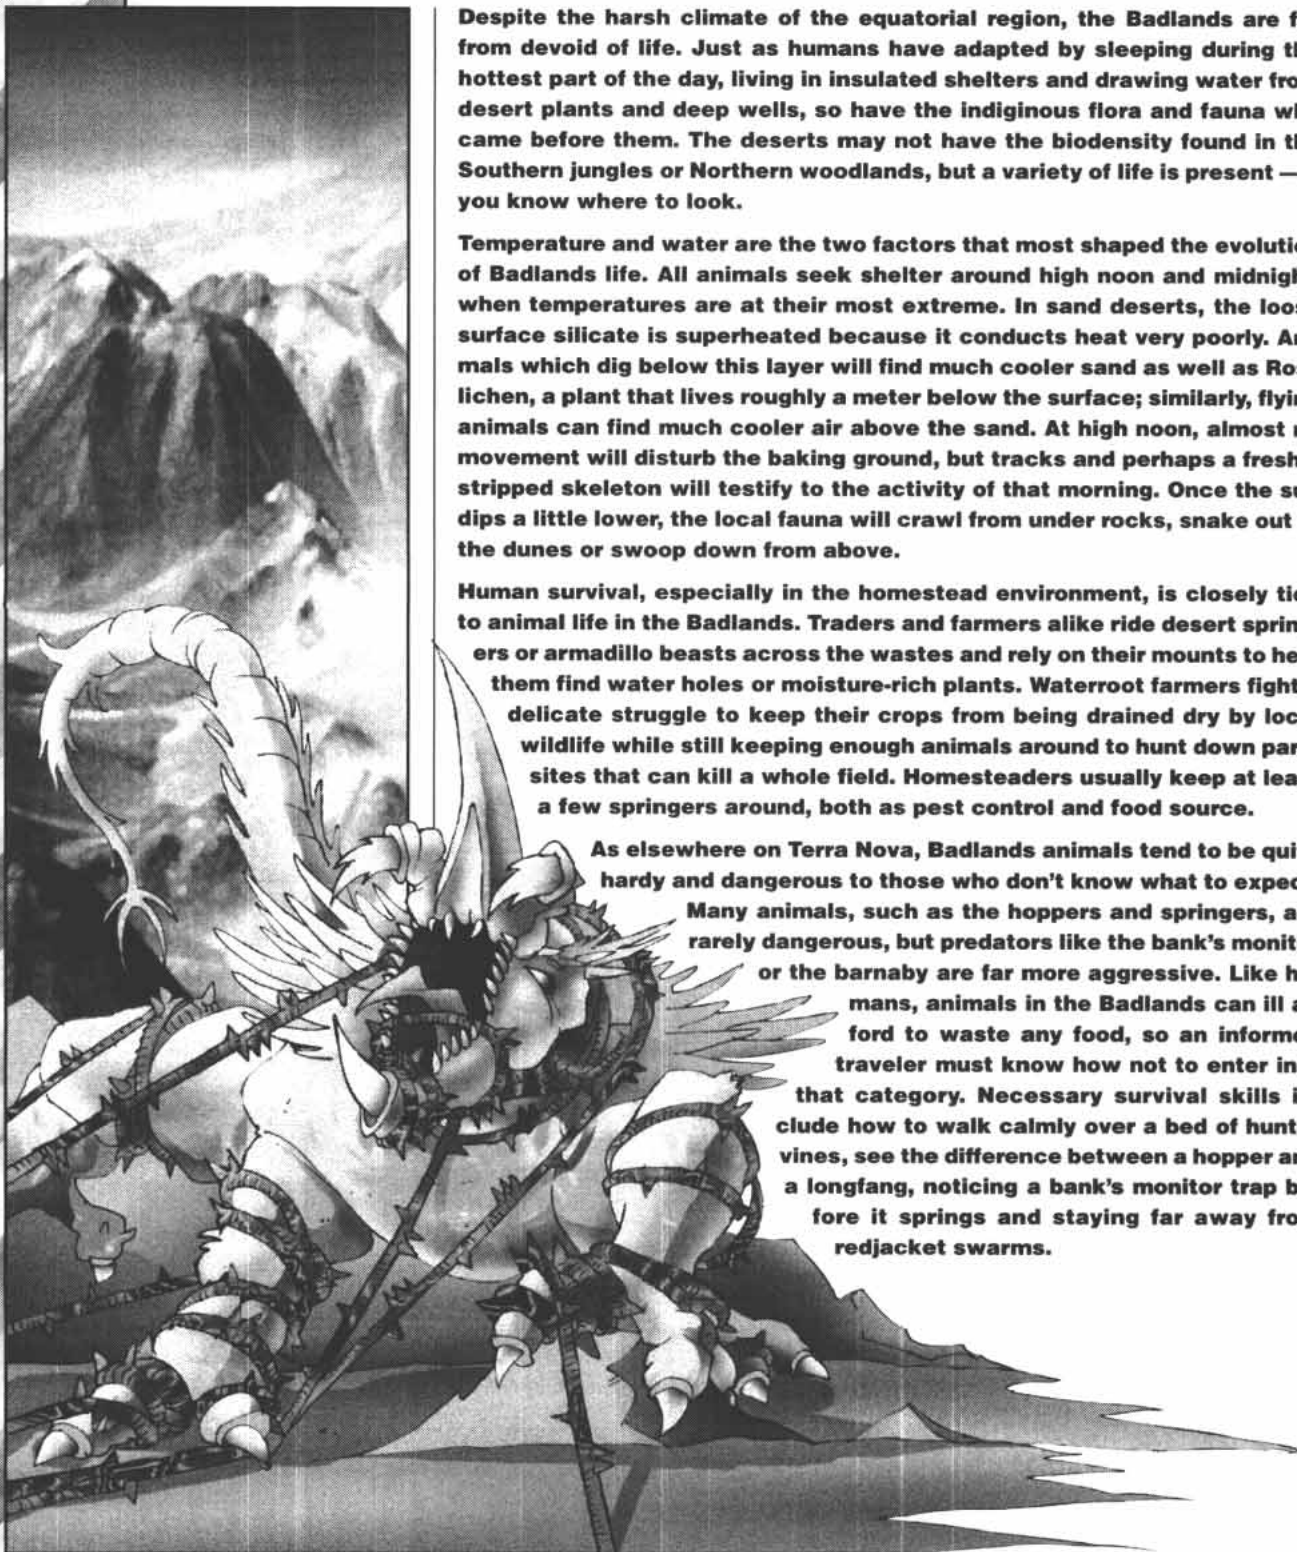 Despite the harsh climate of the equatorial region, the Badlands are f
from devoid of life. Just as humans have adapted by sleeping during th
hottest part of the day, living in insulated shelters and drawing water fro
desert plants and deep wells, so have the indiginous flora and fauna wh
came before them. The deserts may not have the biodensity found in th
Southern jungles or Northern woodlands, but a variety of life is present —
you know where to look.
Temperature and water are the two factors that most shaped the evolutio
of Badlands life. All animals seek shelter around high noon and midnigh
when temperatures are at their most extreme. In sand deserts, the loos
surface silicate is superheated because it conducts heat very poorly. An
mals which dig below this layer will find much cooler sand as well as Ros
lichen, a plant that lives roughly a meter below the surface; similarly, flyin
animals can find much cooler air above the sand. At high noon, almost n
movement will disturb the baking ground, but tracks and perhaps a fresh
stripped skeleton will testify to the activity of that morning. Once the su
dips a little lower, the local fauna will crawl from under rocks, snake out
the dunes or swoop down from above.
Human survival, especially in the homestead environment, is closely tie
to animal life in the Badlands. Traders and farmers alike ride desert sprin
ers or armadillo beasts across the wastes and rely on their mounts to he
them find water holes or moisture-rich plants. Waterroot farmers fight
delicate struggle to keep their crops from being drained dry by loc
wildlife while still keeping enough animals around to hunt down par
sites that can kill a whole field. Homesteaders usually keep at lea
a few springers around, both as pest control and food source.
As elsewhere on Terra Nova, Badlands animals tend to be qui
hardy and dangerous to those who don't know what to expec
Many animals, such as the hoppers and springers, a
rarely dangerous, but predators like the bank's monit
or the barnaby are far more aggressive. Like h
mans, animals in the Badlands can ill a
ford to waste any food, so an informe
traveler must know how not to enter in
that category. Necessary survival skills i
clude how to walk calmly over a bed of hunt
vines, see the difference between a hopper an
a longfang, noticing a bank's monitor trap b
fore it springs and staying far away fro
redjacket swarms.